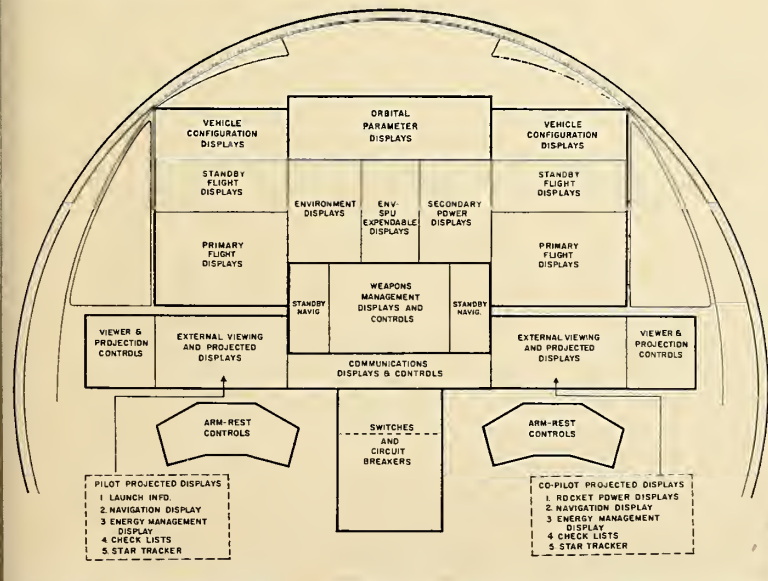 ORBITAL
PARAMETER
DISPLAYS
VEHICLE
CONFIGURATION
DISPLAYS
VEHICLE
CONFIGURATION
DISPLAYS
STANDBY
FLIGHT
DISPLAYS
ENVIRONMENT
DISPLAYS
ENV-
SPU
EXPENDABLE
DISPLAYS
SECONDARY
POWER
DISPLAYS
STANDBY
FLIGHT
DISPLAYS
PRIMARY
FLIGHT
DISPLAYS
PRIMARY
FLIGHT
DISPLAYS
STANDBY
NAVIG
WEAPONS
MANAGEMENT
DISPLAYS AND
CONTROLS
STANDBY
NAVIG.
VIEWER &
PROJECTION
CONTROLS
EXTERNAL VIEWING
AND PROJECTED
DISPLAYS
COMMUNICATIONS
DISPLAYS & CONTROLS
EXTERNAL VIEWING
AND PROJECTED
DISPLAYS
VIEWER &
PROJECTION
CONTROLS
ARM-REST
CONTROLS
SWITCHES
AND
CIRCUIT
BREAKERS
ARM-REST
CONTROLS
PILOT PROJECTED DISPLAYS
1 LAUNCH INFO.
2. NAVIGATION DISPLAY
3 ENERGY MANAGEMENT
DISPLAY
4 CHECK LISTS
5. STAR TRACKER
CO-PILOT PROJECTED DISPLAYS
1. ROCKET POWER DISPLAYS
2. NAVIGATION DISPLAY
3 ENERGY MANAGEMENT
DISPLAY
4 CHECK LISTS
5 STAR TRACKER